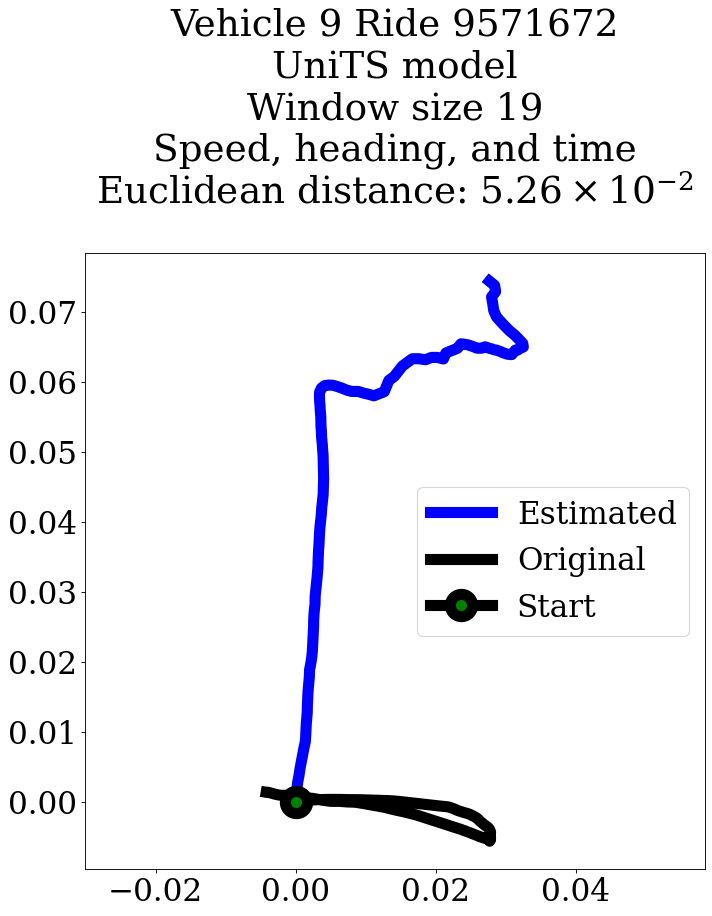 Vehicle 9 Ride 9571672
UniTS model
Window size 19
Speed, heading, and time
Euclidean distance: 5.26 × 10⁻²
0.07
0.06
0.05
0.04
0.03
0.02
0.01
0.00
Estimated
Original
Start
−0.02 0.00 0.02 0.04